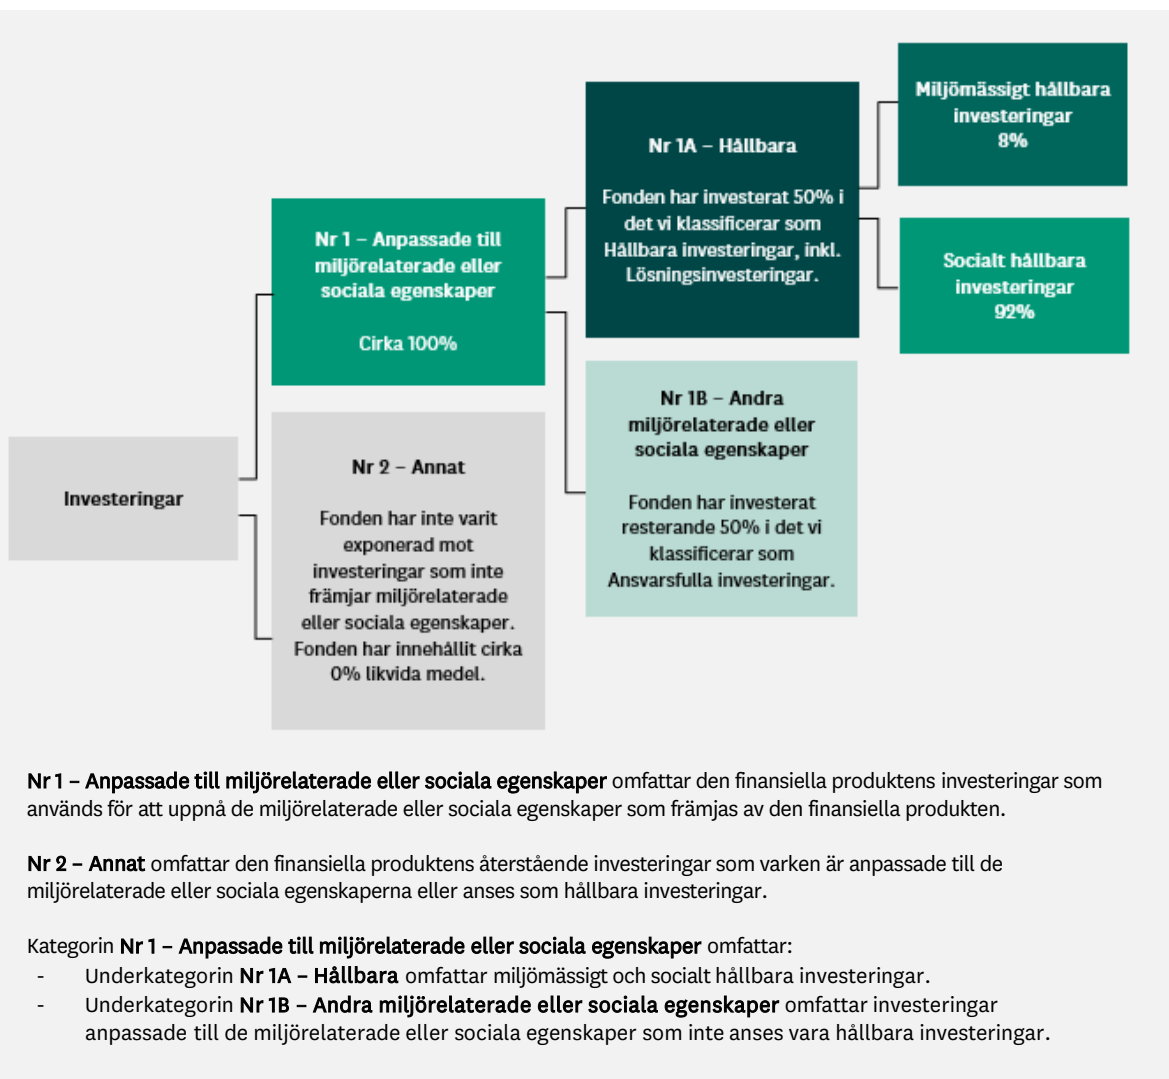 Investeringar
Nr 1 – Anpassade till
miljörelaterade eller
sociala egenskaper
Cirka 100%
Nr 2 – Annat
Fonden har inte varit
exponerad mot
investeringar som inte
främjar miljörelaterade
eller sociala egenskaper.
Fonden har innehållit cirka
0% likvida medel.
Nr 1A – Hållbara
Fonden har investerat 50% i
det vi klassificerar som
Hållbara investeringar, inkl.
Lösningsinvesteringar.
Nr 1B – Andra
miljörelaterade eller
sociala egenskaper
Fonden har investerat
resterande 50% i det vi
klassificerar som
Ansvarsfulla investeringar.
Miljömässigt hållbara
investeringar
8%
Socialt hållbara
investeringar
92%
Nr 1 – Anpassade till miljörelaterade eller sociala egenskaper omfattar den finansiella produktens investeringar som
används för att uppnå de miljörelaterade eller sociala egenskaper som främjas av den finansiella produkten.
Nr 2 – Annat omfattar den finansiella produktens återstående investeringar som varken är anpassade till de
miljörelaterade eller sociala egenskaperna eller anses som hållbara investeringar.
Kategorin Nr 1 – Anpassade till miljörelaterade eller sociala egenskaper omfattar:
- Underkategorin Nr 1A – Hållbara omfattar miljömässigt och socialt hållbara investeringar.
- Underkategorin Nr 1B – Andra miljörelaterade eller sociala egenskaper omfattar investeringar
anpassade till de miljörelaterade eller sociala egenskaper som inte anses vara hållbara investeringar.